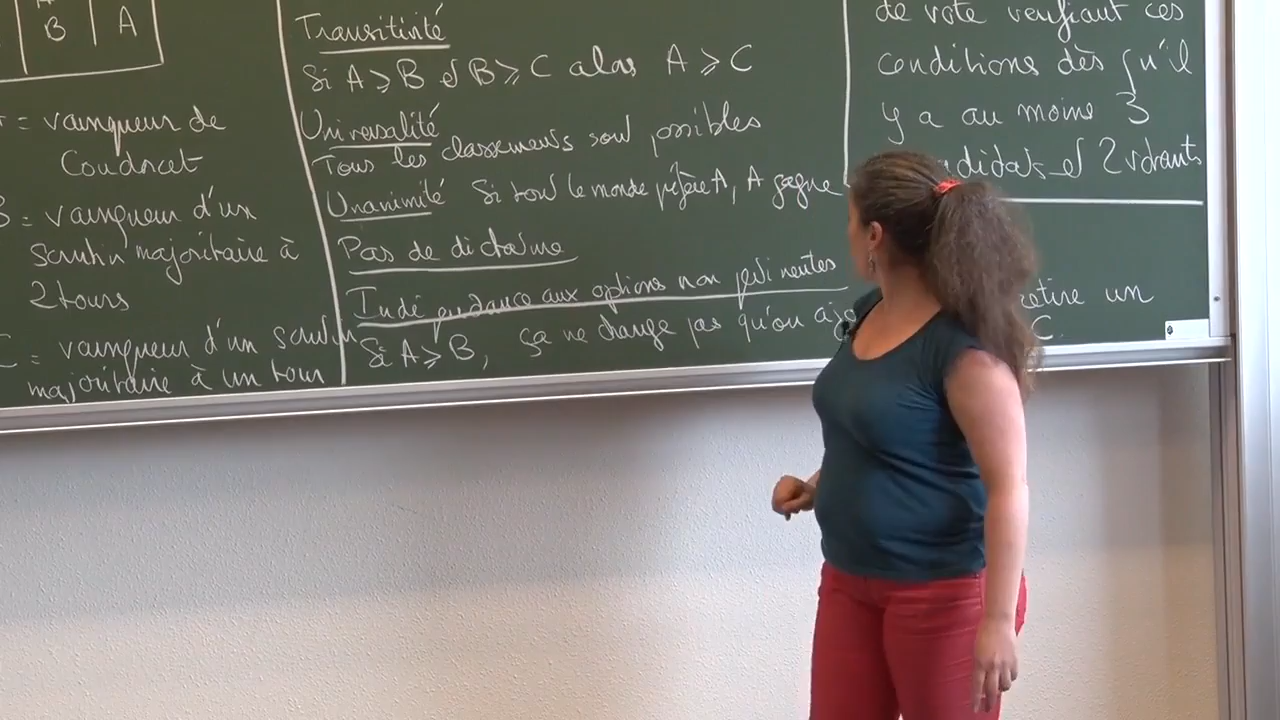 B A
= vainqueur de
Condorcet
B = vainqueur d'un
scrutin majoritaire à
2 tours
C = vainqueur d'un scrutin
majoritaire à un tour
Transitivité
Si A ⩾ B et B ⩾ C alors A ⩾ C
Universalité
Tous les classements sont possibles
Unanimité Si tout le monde préfère A, A gagne
Pas de dictature
Indépendance aux options non pertinentes
Si A ⩾ B, ça ne change pas qu'on ajo
retire un
C.
de vote vérifiant ces
conditions dès qu'il
y a au moins 3
ndidats et 2 votants